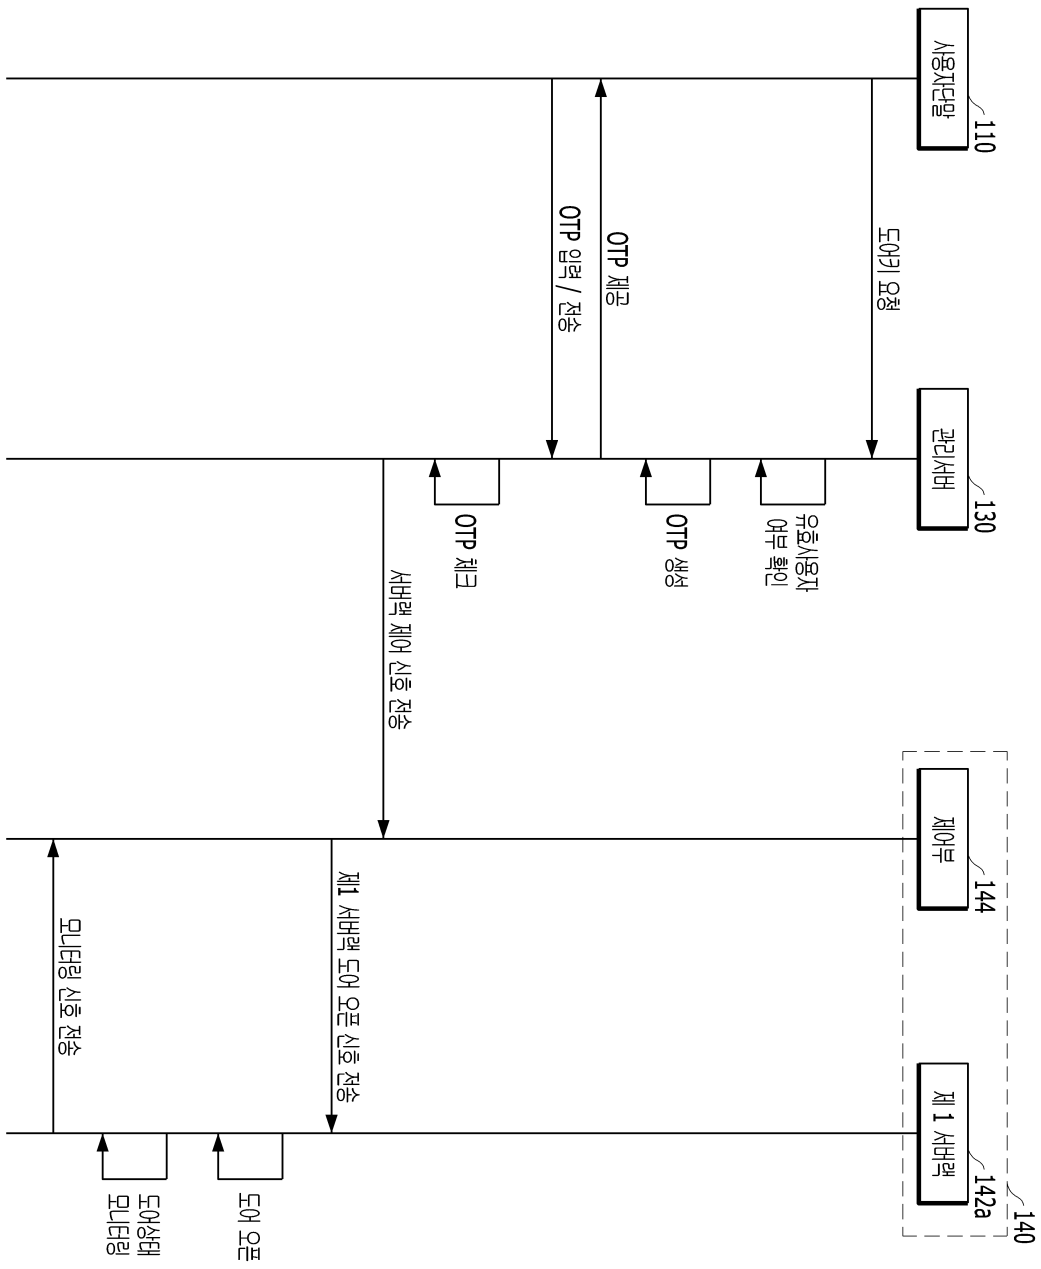 사용자단말
110
관리서버
130
제어부
144
제 1 서버랙
142a
140
도어키 요청
유효사용자
여부 확인
OTP 생성
OTP 제공
OTP 입력 / 전송
OTP 체크
서버랙 제어 신호 전송
제1 서버랙 도어 오픈 신호 전송
도어 오픈
도어상태
모니터링
모니터링 신호 전송